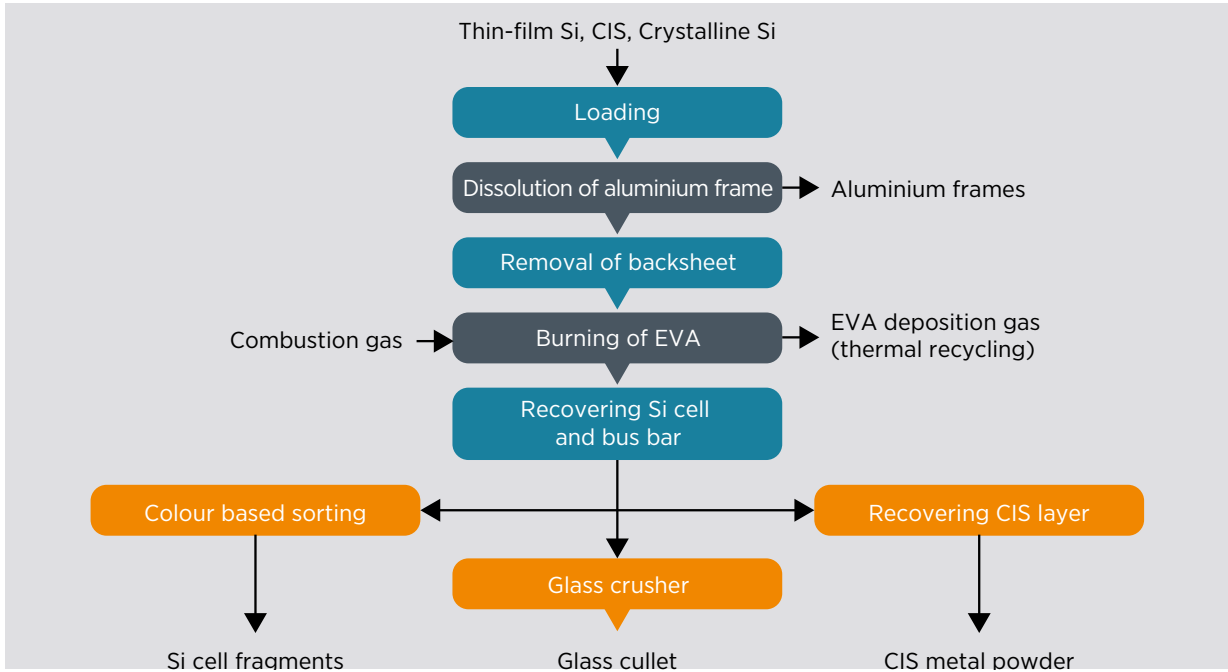 Thin-film Si, CIS, Crystalline Si
Loading
Dissolution of aluminium frame
Aluminium frames
Removal of backsheet
Combustion gas
Burning of EVA
EVA deposition gas
(thermal recycling)
Recovering Si cell
and bus bar
Colour based sorting
Recovering CIS layer
Glass crusher
Si cell fragments
Glass cullet
CIS metal powder